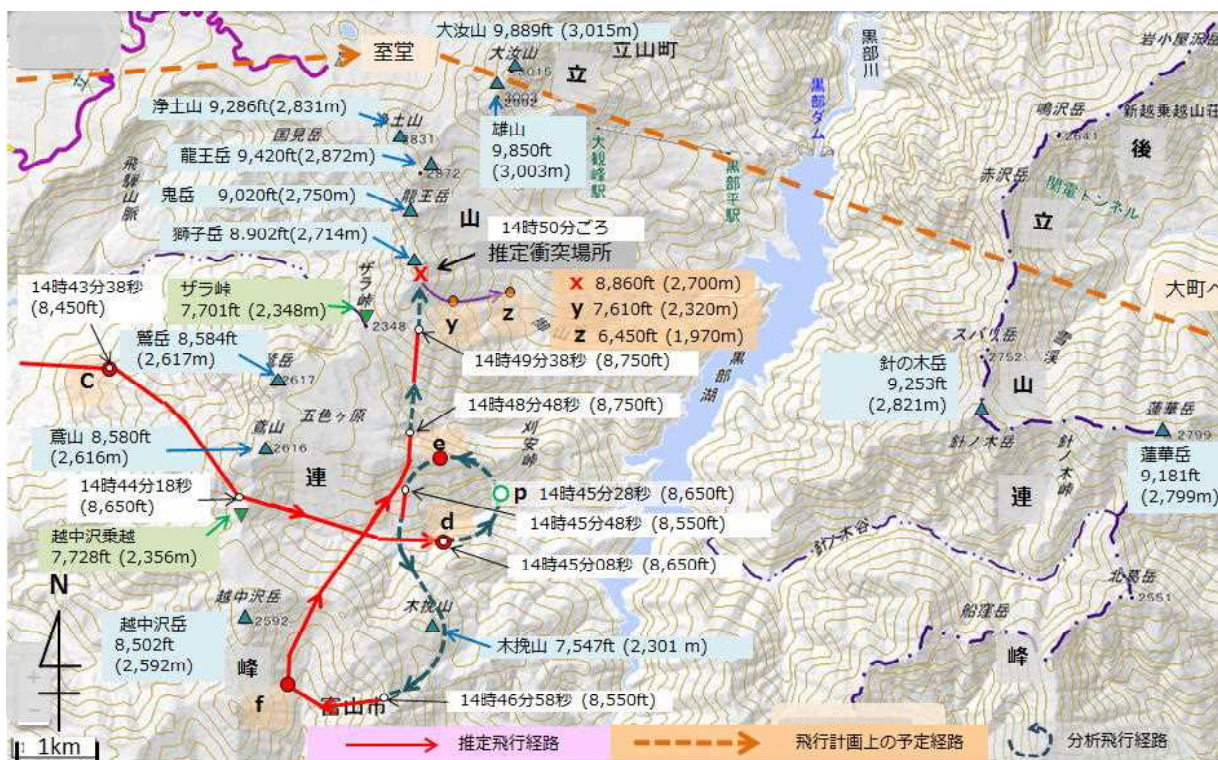 大汝山 9,889ft (3,015m)
大汝山
室堂
立
立山町
黒部川
黒部ダム
岩小屋沢岳
鳴沢岳
2641
新越乗越山荘
後
浄土山 9,286ft(2,831m)
浄土山
2831
国見岳
龍王岳 9,420ft(2,872m)
2872
龍王岳
飛騨山脈
雄山
9,850ft
(3,003m)
大観峰駅
黒部平駅
赤沢岳
関電トンネル
鬼岳 9,020ft(2,750m)
山
立
14時50分ごろ
推定衝突場所
獅子岳 8.902ft(2,714m)
14時43分38秒
(8,450ft)
ザラ峠
7,701ft (2,348m)
ザラ峠
2348
x 8,860ft (2,700m)
y 7,610ft (2,320m)
z 6,450ft (1,970m)
y
z
大町へ
鷲岳 8,584ft
(2,617m)
2617
14時49分38秒 (8,750ft)
黒部湖
スバリ岳
2752
雪渓
針の木岳
9,253ft
(2,821m)
山
蓮華岳
2799
c
五色ヶ原
14時48分48秒 (8,750ft)
刈安峠
針ノ木岳
針ノ木峠
蓮華岳
9,181ft
(2,799m)
鳶山 8,580ft
(2,616m)
鳶山
2616
連
e
連
14時44分18秒
(8,650ft)
p 14時45分28秒 (8,650ft)
14時45分48秒 (8,550ft)
d
越中沢乗越
7,728ft (2,356m)
14時45分08秒 (8,650ft)
針ノ木谷
N
越中沢岳
2592
木挽山
北葛岳
2551
船窪岳
越中沢岳
8,502ft
(2,592m)
峰
木挽山 7,547ft (2,301 m)
峰
f
富山市
14時46分58秒 (8,550ft)
1km
推定飛行経路
飛行計画上の予定経路
分析飛行経路